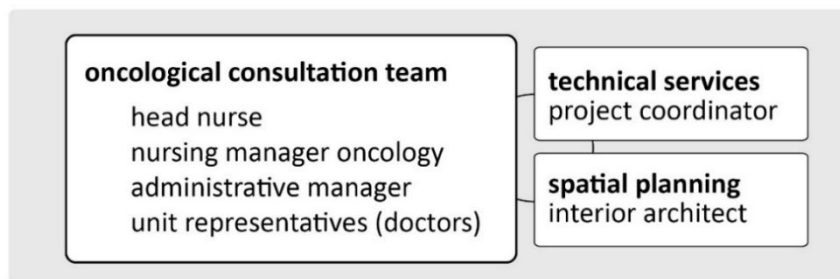 oncological consultation team
head nurse
nursing manager oncology
administrative manager
unit representatives (doctors)
technical services
project coordinator
spatial planning
interior architect